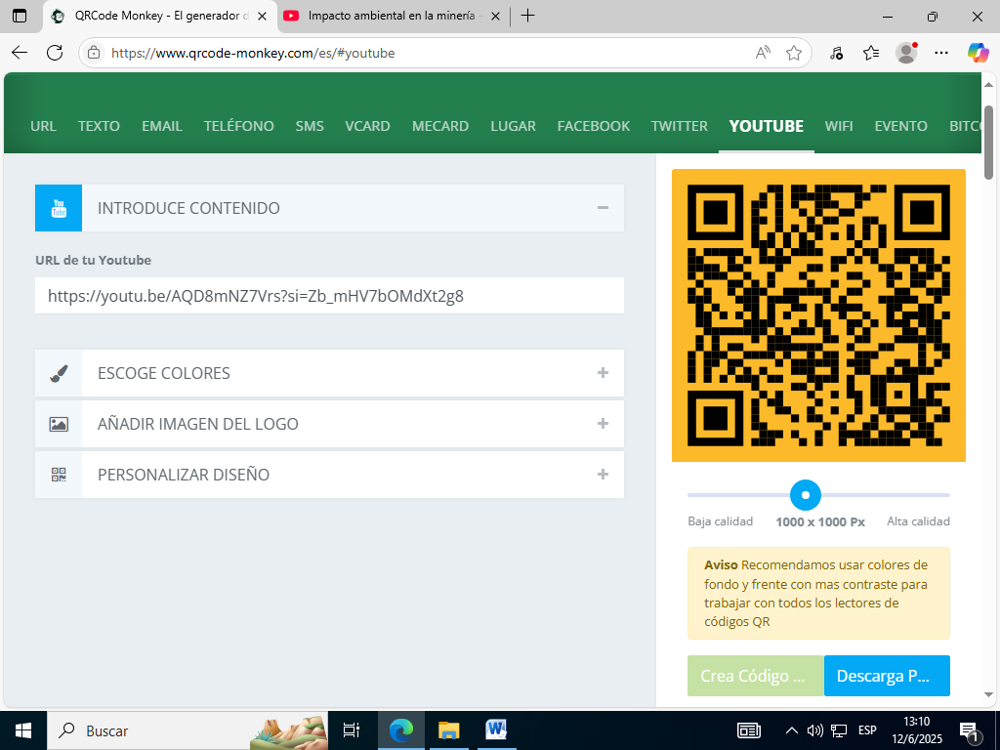 QRCode Monkey - El generador d
Impacto ambiental en la minería -
https://www.qrcode-monkey.com/es/#youtube
URL TEXTO EMAIL TELÉFONO SMS VCARD MECARD LUGAR FACEBOOK TWITTER YOUTUBE WIFI EVENTO BITCO
You Tube
INTRODUCE CONTENIDO
URL de tu Youtube
https://youtu.be/AQD8mNZ7Vrs?si=Zb_mHV7bOMdXt2g8
ESCOGE COLORES
AÑADIR IMAGEN DEL LOGO
PERSONALIZAR DISEÑO
Baja calidad 1000 x 1000 Px Alta calidad
Aviso Recomendamos usar colores de
fondo y frente con mas contraste para
trabajar con todos los lectores de
códigos QR
Crea Código ... Descarga P...
Buscar
ESP
13:10
12/6/2025
1